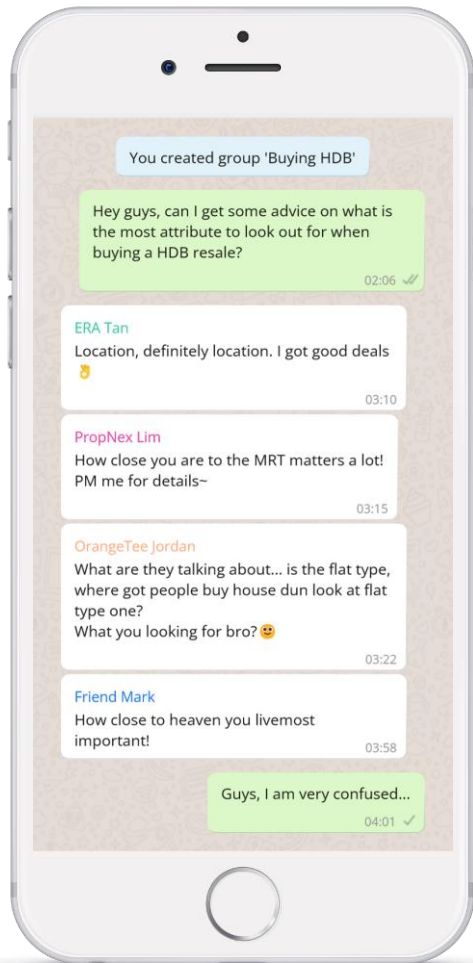 You created group 'Buying HDB'
Hey guys, can I get some advice on what is
the most attribute to look out for when
buying a HDB resale?
02:06
ERA Tan
Location, definitely location. I got good deals
👌
03:10
PropNex Lim
How close you are to the MRT matters a lot!
PM me for details~
03:15
OrangeTee Jordan
What are they talking about... is the flat type,
where got people buy house dun look at flat
type one?
What you looking for bro? 🙂
03:22
Friend Mark
How close to heaven you livemost
important!
03:58
Guys, I am very confused...
04:01